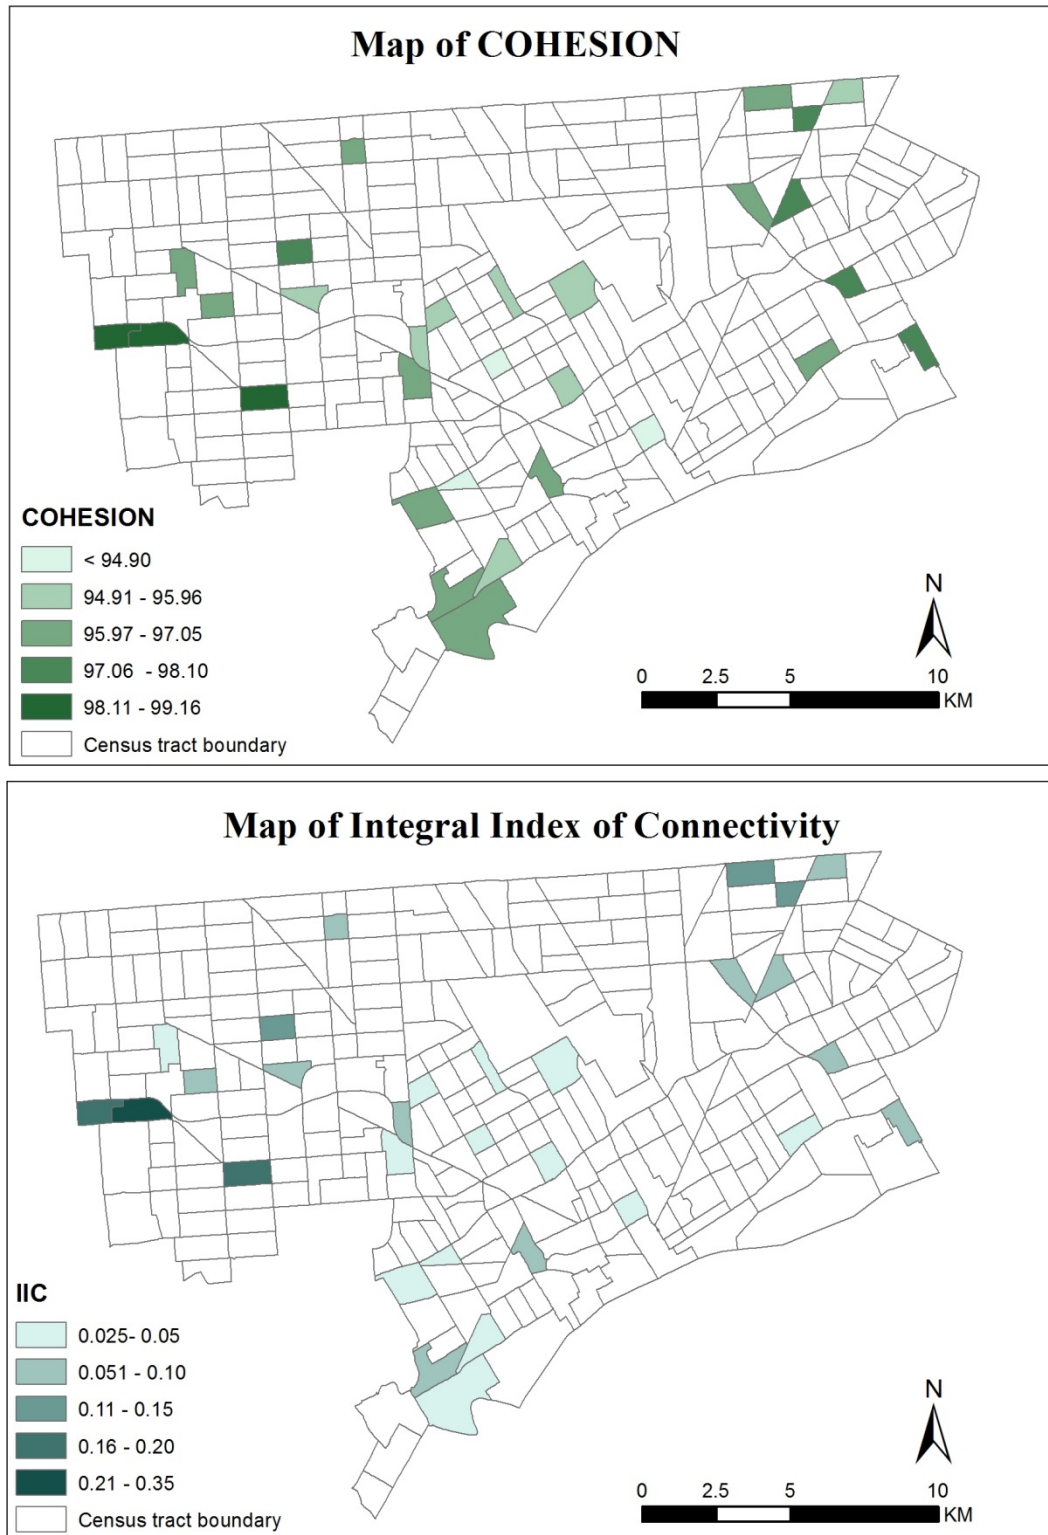 Map of COHESION
COHESION
< 94.90
94.91 - 95.96
95.97 - 97.05
97.06 - 98.10
98.11 - 99.16
Census tract boundary
N
0 2.5 5 10
KM
Map of Integral Index of Connectivity
IIC
0.025- 0.05
0.051 - 0.10
0.11 - 0.15
0.16 - 0.20
0.21 - 0.35
Census tract boundary
N
0 2.5 5 10
KM